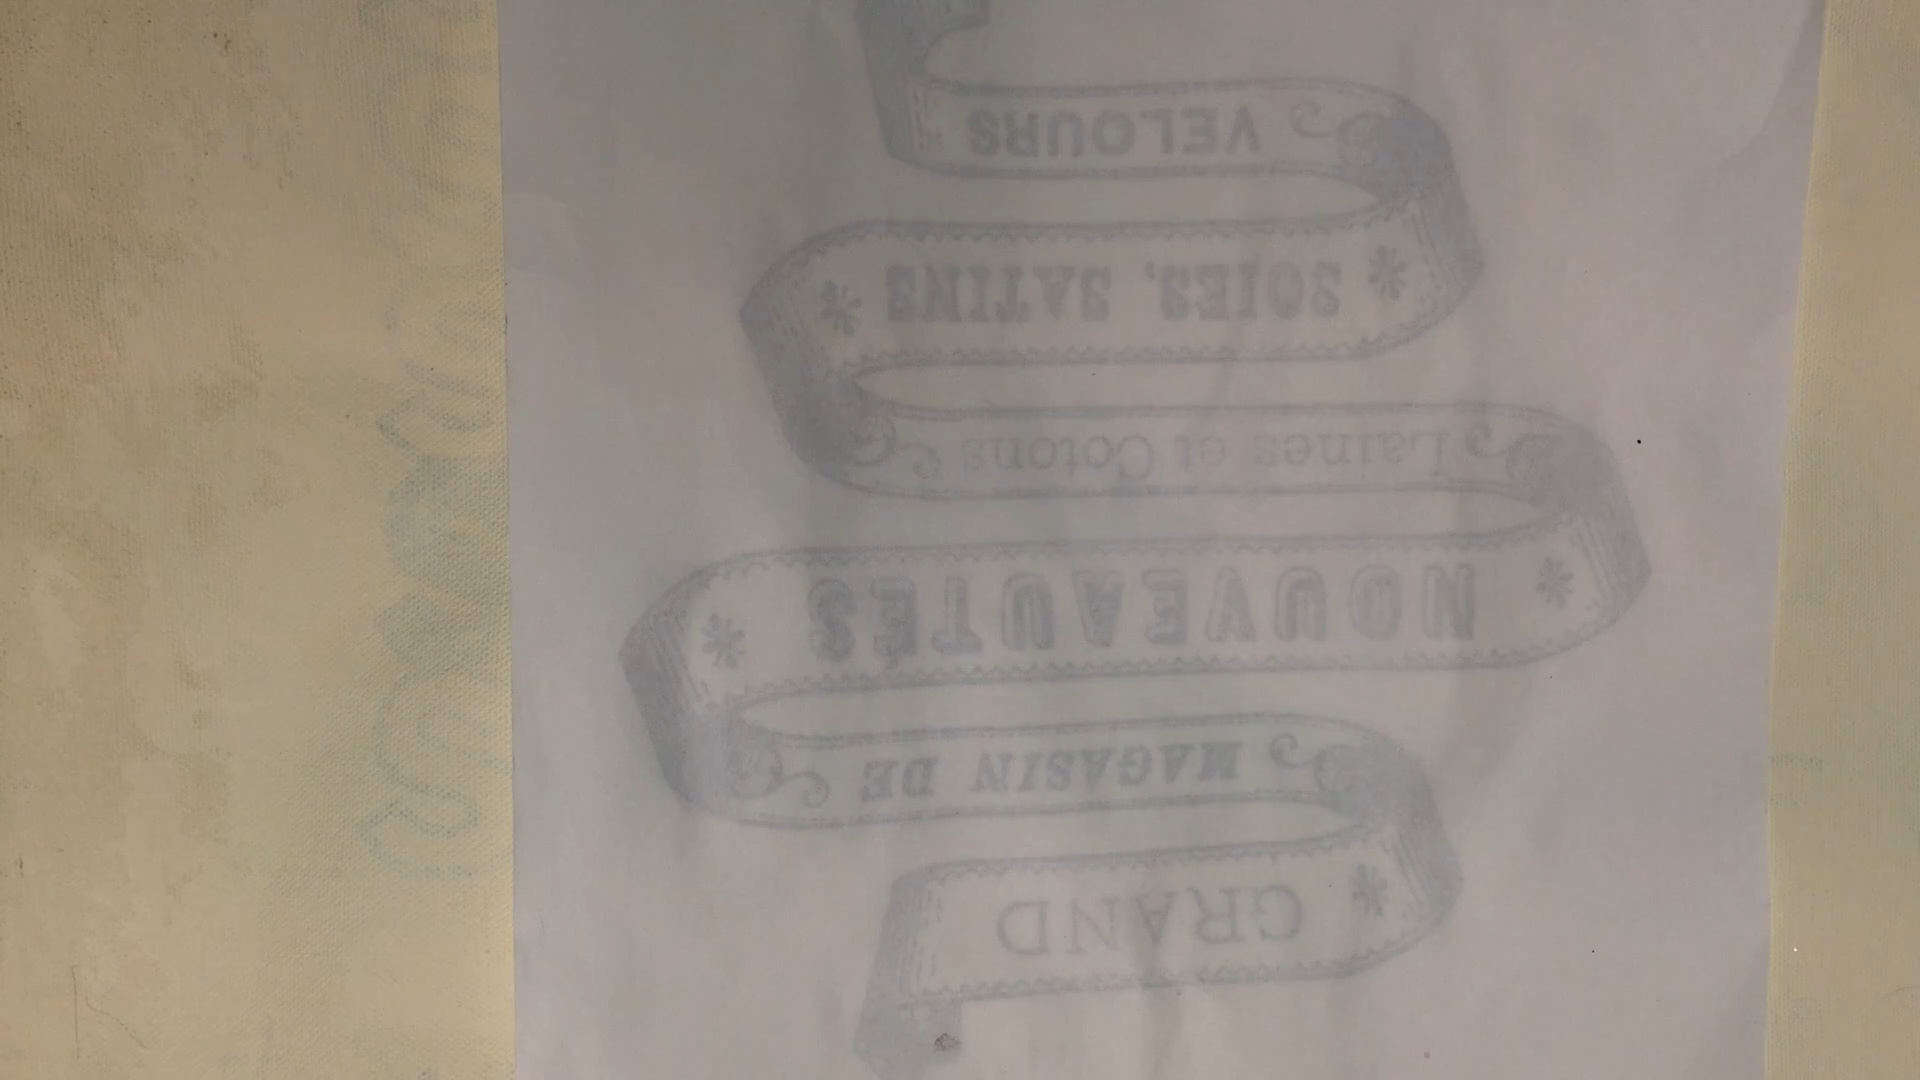 GRAND
MAGASIN DE
NOUVEAUTÉS
Laines et Cotons
SOIES, SATINS
VELOURS